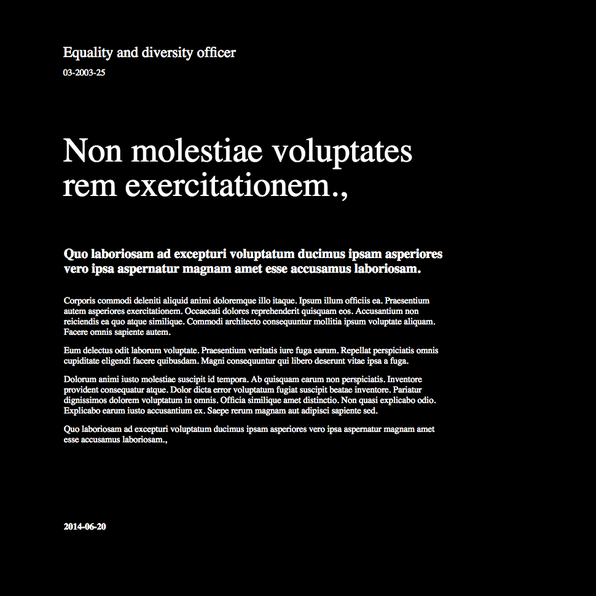 Equality and diversity officer
03-2003-25
Non molestiae voluptates
rem exercitationem.,
Quo laboriosam ad excepturi voluptatum ducimus ipsam asperiores
vero ipsa aspernatur magnam amet esse accusamus laboriosam.
Corporis commodi deleniti aliquid animi doloremque illo itaque. Ipsum illum officiis ea. Praesentium
autem asperiores exercitationem. Occaecati dolores reprehenderit quisquam eos. Accusantium non
reiciendis ea quo atque similique. Commodi architecto consequuntur mollitia ipsum voluptate aliquam.
Facere omnis sapiente autem.
Eum delectus odit laborum voluptate. Praesentium veritatis iure fuga earum. Repellat perspiciatis omnis
cupiditate eligendi facere quibusdam. Magni consequuntur qui libero deserunt vitae ipsa a fuga.
Dolorum animi iusto molestiae suscipit id tempora. Ab quisquam earum non perspiciatis. Inventore
provident consequatur atque. Dolor dicta error voluptatum fugiat suscipit beatae inventore. Pariatur
dignissimos dolorem voluptatum in omnis. Officia similique amet distinctio. Non quasi explicabo odio.
Explicabo earum iusto accusantium ex. Saepe rerum magnam aut adipisci sapiente sed.
Quo laboriosam ad excepturi voluptatum ducimus ipsam asperiores vero ipsa aspernatur magnam amet
esse accusamus laboriosam.,
2014-06-20